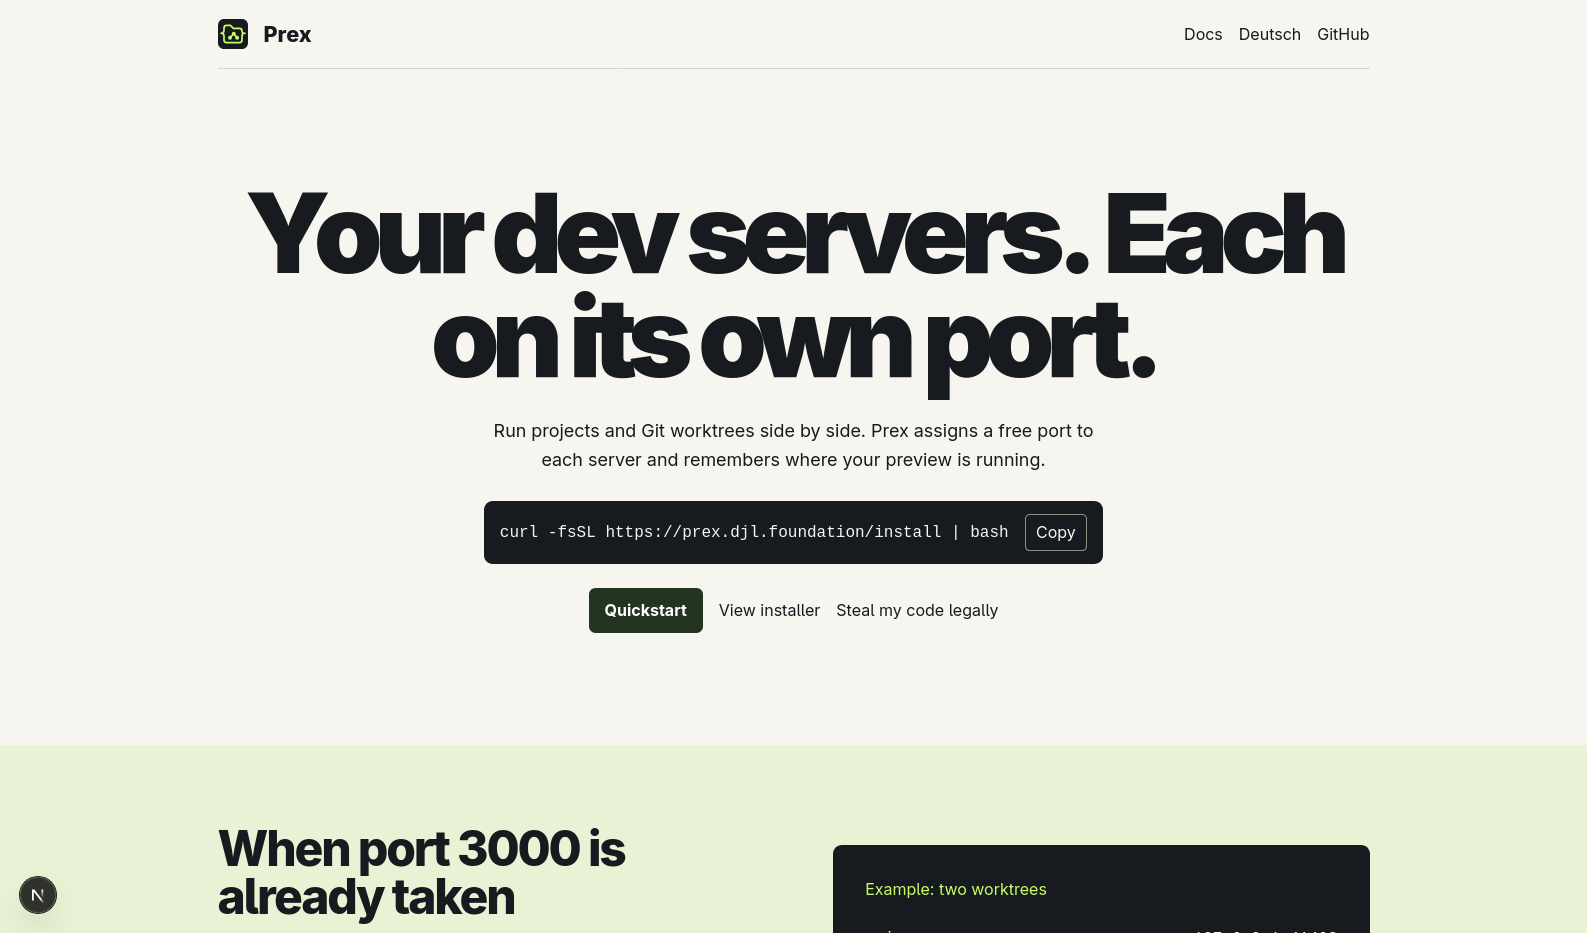 Prex
Docs Deutsch GitHub
Your dev servers. Each
on its own port.
Run projects and Git worktrees side by side. Prex assigns a free port to
each server and remembers where your preview is running.
curl -fsSL https://prex.djl.foundation/install | bash Copy
Quickstart View installer Steal my code legally
When port 3000 is
already taken
Example: two worktrees
N